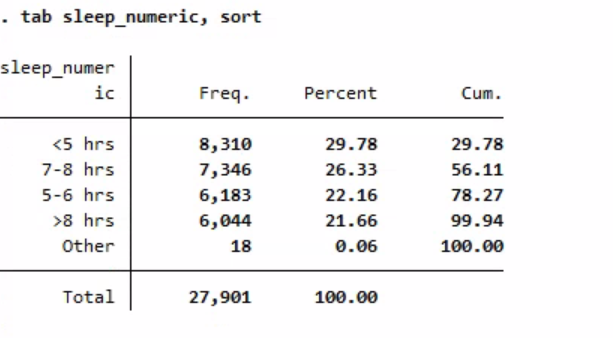 . tab sleep_numeric, sort
sleep_numer
ic Freq. Percent Cum.
<5 hrs 8,310 29.78 29.78
7-8 hrs 7,346 26.33 56.11
5-6 hrs 6,183 22.16 78.27
>8 hrs 6,044 21.66 99.94
Other 18 0.06 100.00
Total 27,901 100.00